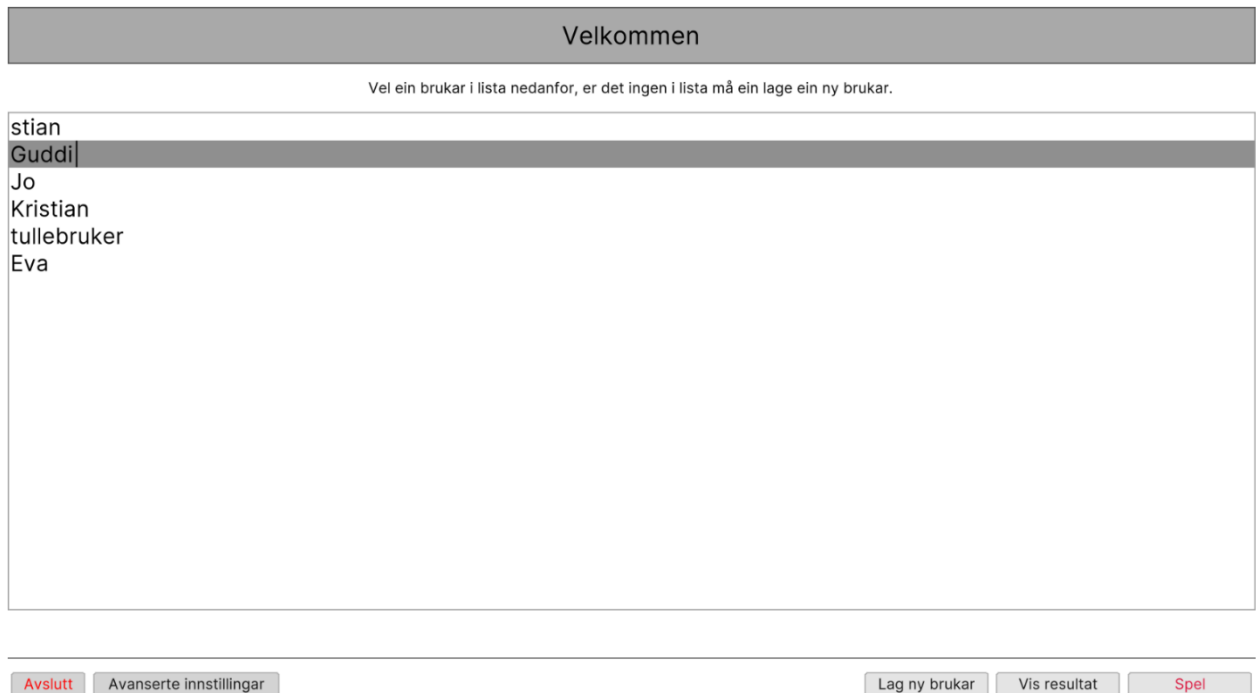 Velkommen
Vel ein brukar i lista nedanfor, er det ingen i lista må ein lage ein ny brukar.
stian
Guddi
Jo
Kristian
tullebruker
Eva
Avslutt Avanserte innstillingar Lag ny brukar Vis resultat Spel